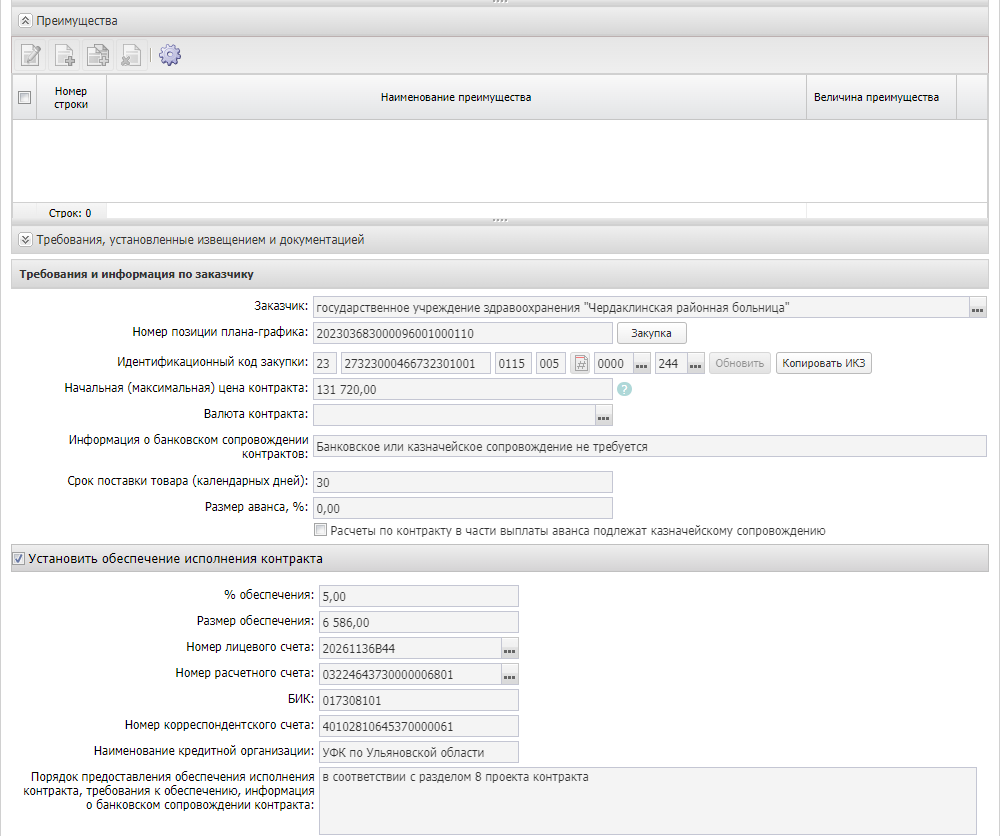 Преимущества
Номер строки Наименование преимущества Величина преимущества
Строк: 0
Требования, установленные извещением и документацией
Требования и информация по заказчику
Заказчик: государственное учреждение здравоохранения "Чердаклинская районная больница" ...
Номер позиции плана-графика: 202303683000096001000110 Закупка
Идентификационный код закупки: 23 27323000466732301001 0115 005 # 0000 ... 244 ... Обновить Копировать ИКЗ
Начальная (максимальная) цена контракта: 131 720,00 ?
Валюта контракта: ...
Информация о банковском сопровождении
контрактов: Банковское или казначейское сопровождение не требуется
Срок поставки товара (календарных дней): 30
Размер аванса, %: 0,00
Расчеты по контракту в части выплаты аванса подлежат казначейскому сопровождению
Установить обеспечение исполнения контракта
% обеспечения: 5,00
Размер обеспечения: 6 586,00
Номер лицевого счета: 20261136В44 ...
Номер расчетного счета: 03224643730000006801 ...
БИК: 017308101
Номер корреспондентского счета: 40102810645370000061
Наименование кредитной организации: УФК по Ульяновской области
Порядок предоставления обеспечения исполнения
контракта, требования к обеспечению, информация
о банковском сопровождении контракта:
в соответствии с разделом 8 проекта контракта